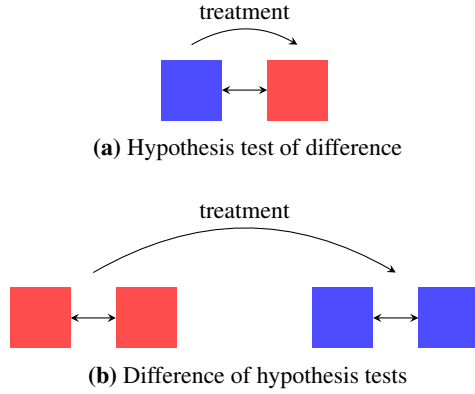 treatment
(a) Hypothesis test of difference
treatment
(b) Difference of hypothesis tests